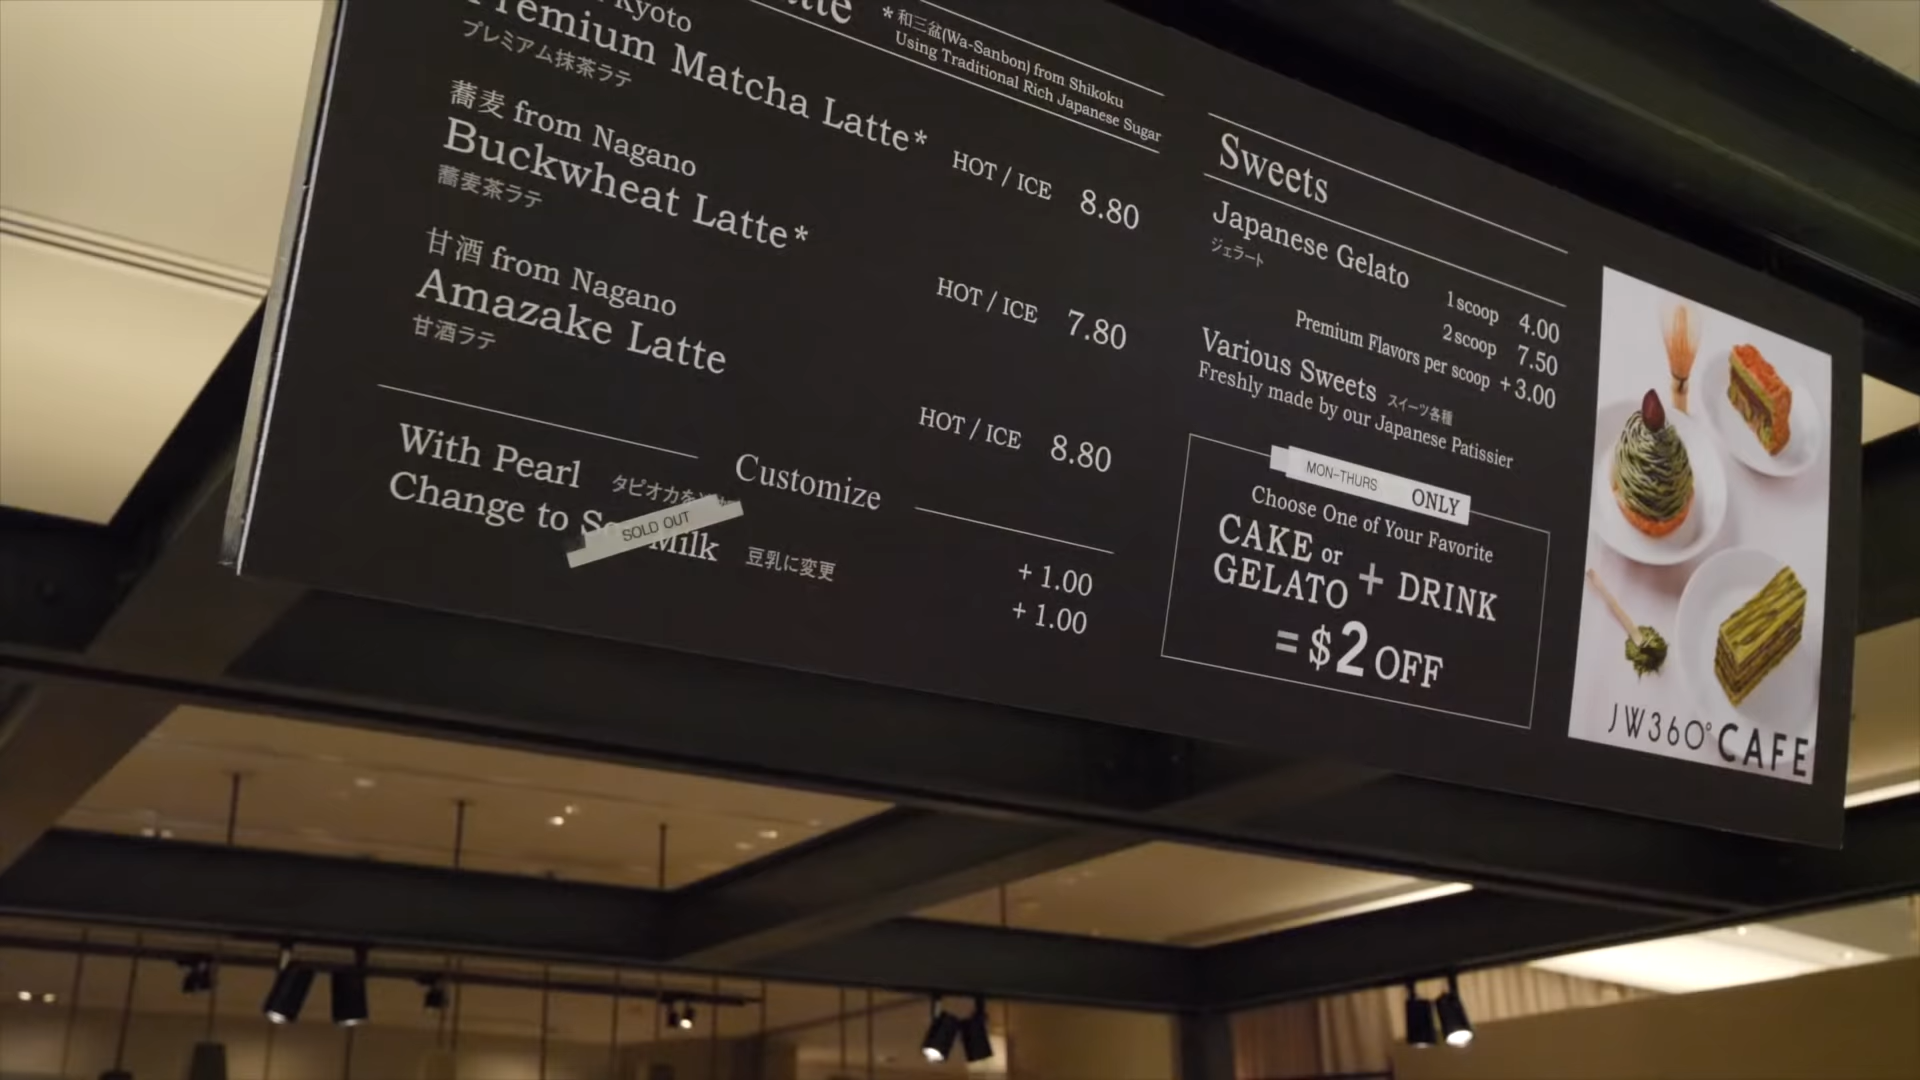 Kyoto
Premium Matcha Latte*
プレミアム抹茶ラテ
HOT / ICE 8.80
蕎麦 from Nagano
Buckwheat Latte*
蕎麦茶ラテ
HOT / ICE 7.80
甘酒 from Nagano
Amazake Latte
甘酒ラテ
HOT / ICE 8.80
*和三盆(Wa-Sanbon) from Shikoku
Using Traditional Rich Japanese Sugar
Customize
With Pearl タピオカを
+ 1.00
SOLD OUT
Change to Milk 豆乳に変更
+ 1.00
Sweets
Japanese Gelato
ジェラート
1scoop 4.00
2scoop 7.50
Premium Flavors per scoop +3.00
Various Sweets スイーツ各種
Freshly made by our Japanese Patissier
MON-THURS ONLY
Choose One of Your Favorite
CAKE or
GELATO + DRINK
= $2 OFF
JW360° CAFE